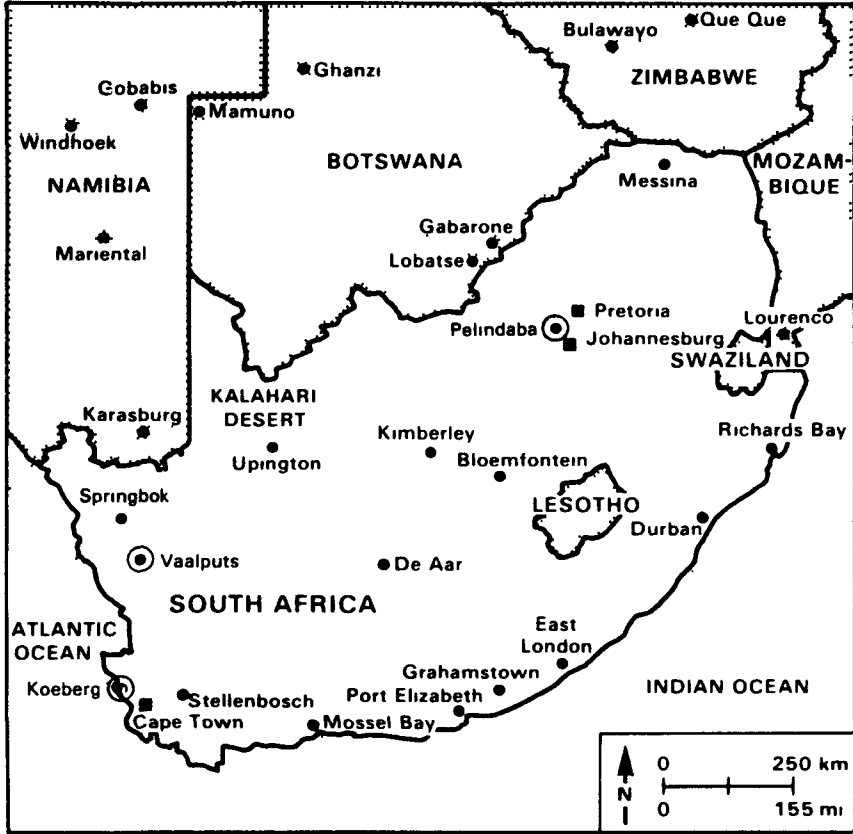 Que Que
Bulawayo
Ghanzi
ZIMBABWE
Gobabis
Mamuno
Windhoek
BOTSWANA
MOZAM-
BIQUE
NAMIBIA
Messina
Gabarone
Mariental
Lobatse
Pretoria
Pelindaba
Lourenco
Johannesburg
SWAZILAND
KALAHARI
DESERT
Karasburg
Kimberley
Richards Bay
Upington
Bloemfontein
Springbok
LESOTHO
Durban
Vaalputs
De Aar
SOUTH AFRICA
ATLANTIC
OCEAN
East
London
Koeberg
Grahamstown
INDIAN OCEAN
Stellenbosch
Port Elizabeth
Cape Town
Mossel Bay
N
0 250 km
0 155 mi